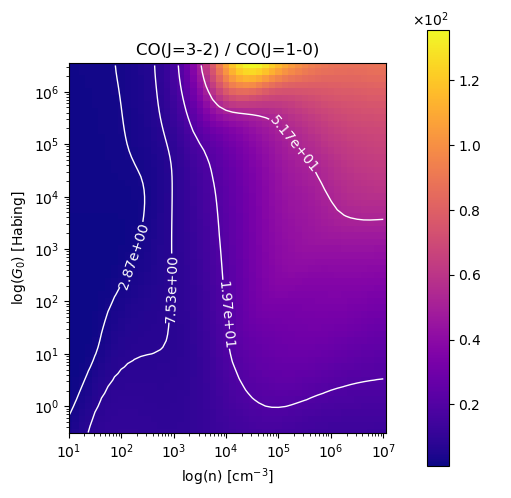 ×10²
CO(J=3-2) / CO(J=1-0)
10⁶
10⁵
10⁴
10³
10²
10¹
10⁰
log(G₀) [Habing]
5.17e+01
2.87e+00
7.53e+00
1.97e+01
1.2
1.0
0.8
0.6
0.4
0.2
10¹ 10² 10³ 10⁴ 10⁵ 10⁶ 10⁷
log(n) [cm⁻³]